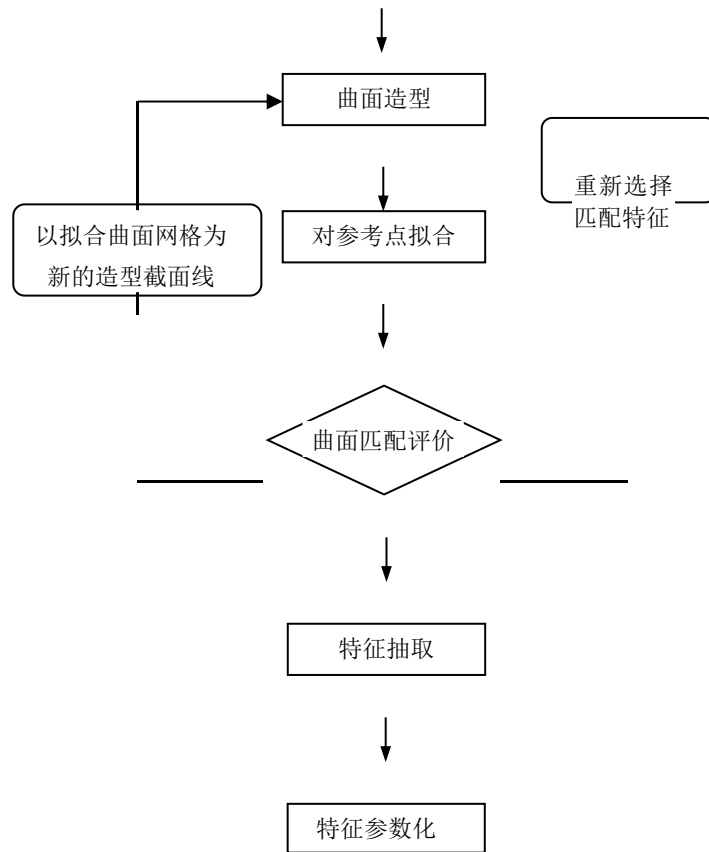 曲面造型
重新选择
匹配特征
以拟合曲面网格为
新的造型截面线
对参考点拟合
曲面匹配评价
特征抽取
特征参数化